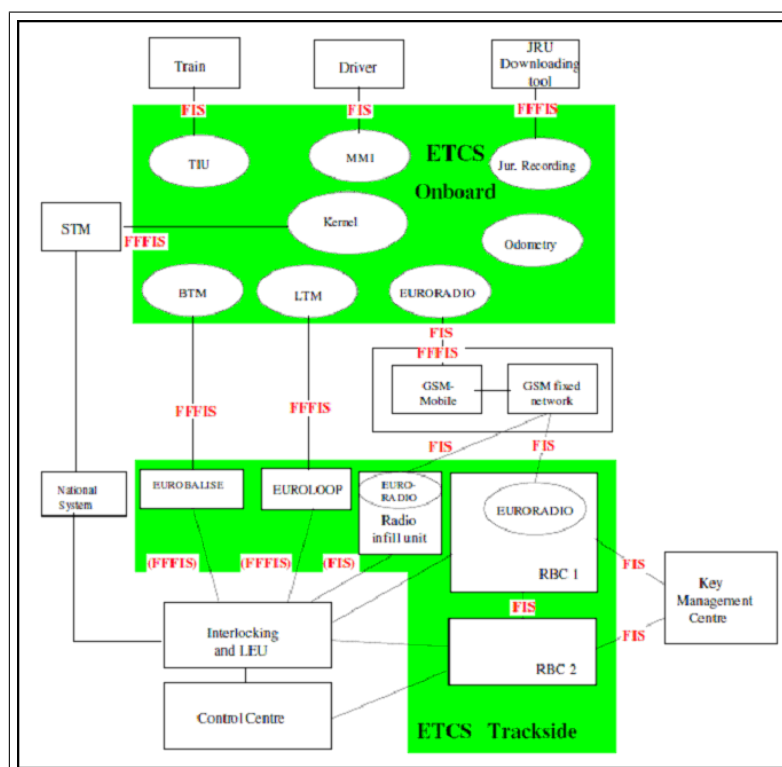 Train
Driver
JRU
Downloading
tool
FIS
FIS
FFFIS
TIU
MMI
ETCS
Onboard
Jur. Recording
Kernel
STM
FFFIS
Odometry
BTM
LTM
EURORADIO
FIS
FFFIS
GSM-
Mobile
GSM fixed
network
FFFIS
FFFIS
FIS
FIS
National
System
EUROBALISE
EUROLOOP
EURO-
RADIO
Radio
infill unit
EURORADIO
(FFFIS)
(FFFIS)
(FIS)
RBC 1
FIS
Key
Management
Centre
FIS
FIS
Interlocking
and LEU
RBC 2
Control Centre
ETCS Trackside